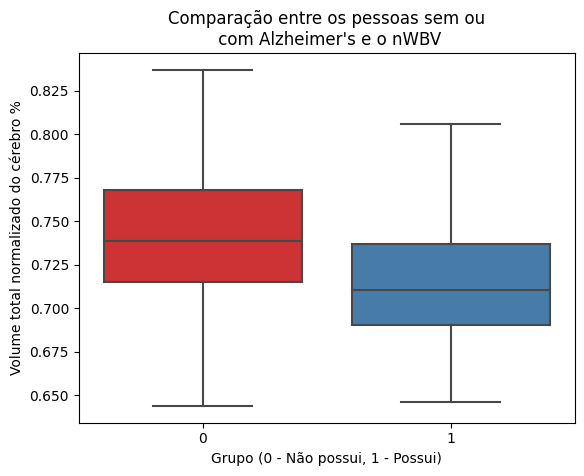 Comparação entre os pessoas sem ou
com Alzheimer's e o nWBV
Volume total normalizado do cérebro %
0.825
0.800
0.775
0.750
0.725
0.700
0.675
0.650
0
1
Grupo (0 - Não possui, 1 - Possui)